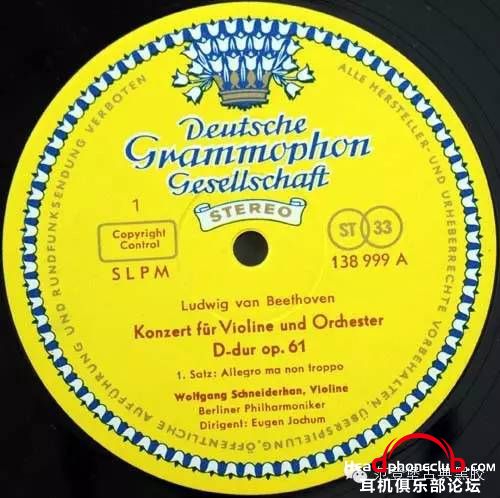 Deutsche
Grammophon
Gesellschaft
STEREO
1
Copyright
Control
SLPM
ST 33
138 999 A
Ludwig van Beethoven
Konzert für Violine und Orchester
D-dur op. 61
1. Satz: Allegro ma non troppo
Wolfgang Schneiderhan, Violine
Berliner Philharmoniker
Dirigent: Eugen Jochum
ALLE HERSTELLER- UND URHEBERRECHTE VORBEHALTEN, ÜBERSPIELUNG, ÖFFENTLICHE AUFFÜHRUNG UND RUNDFUNKSENDUNG VERBOTEN
耳机俱乐部论坛